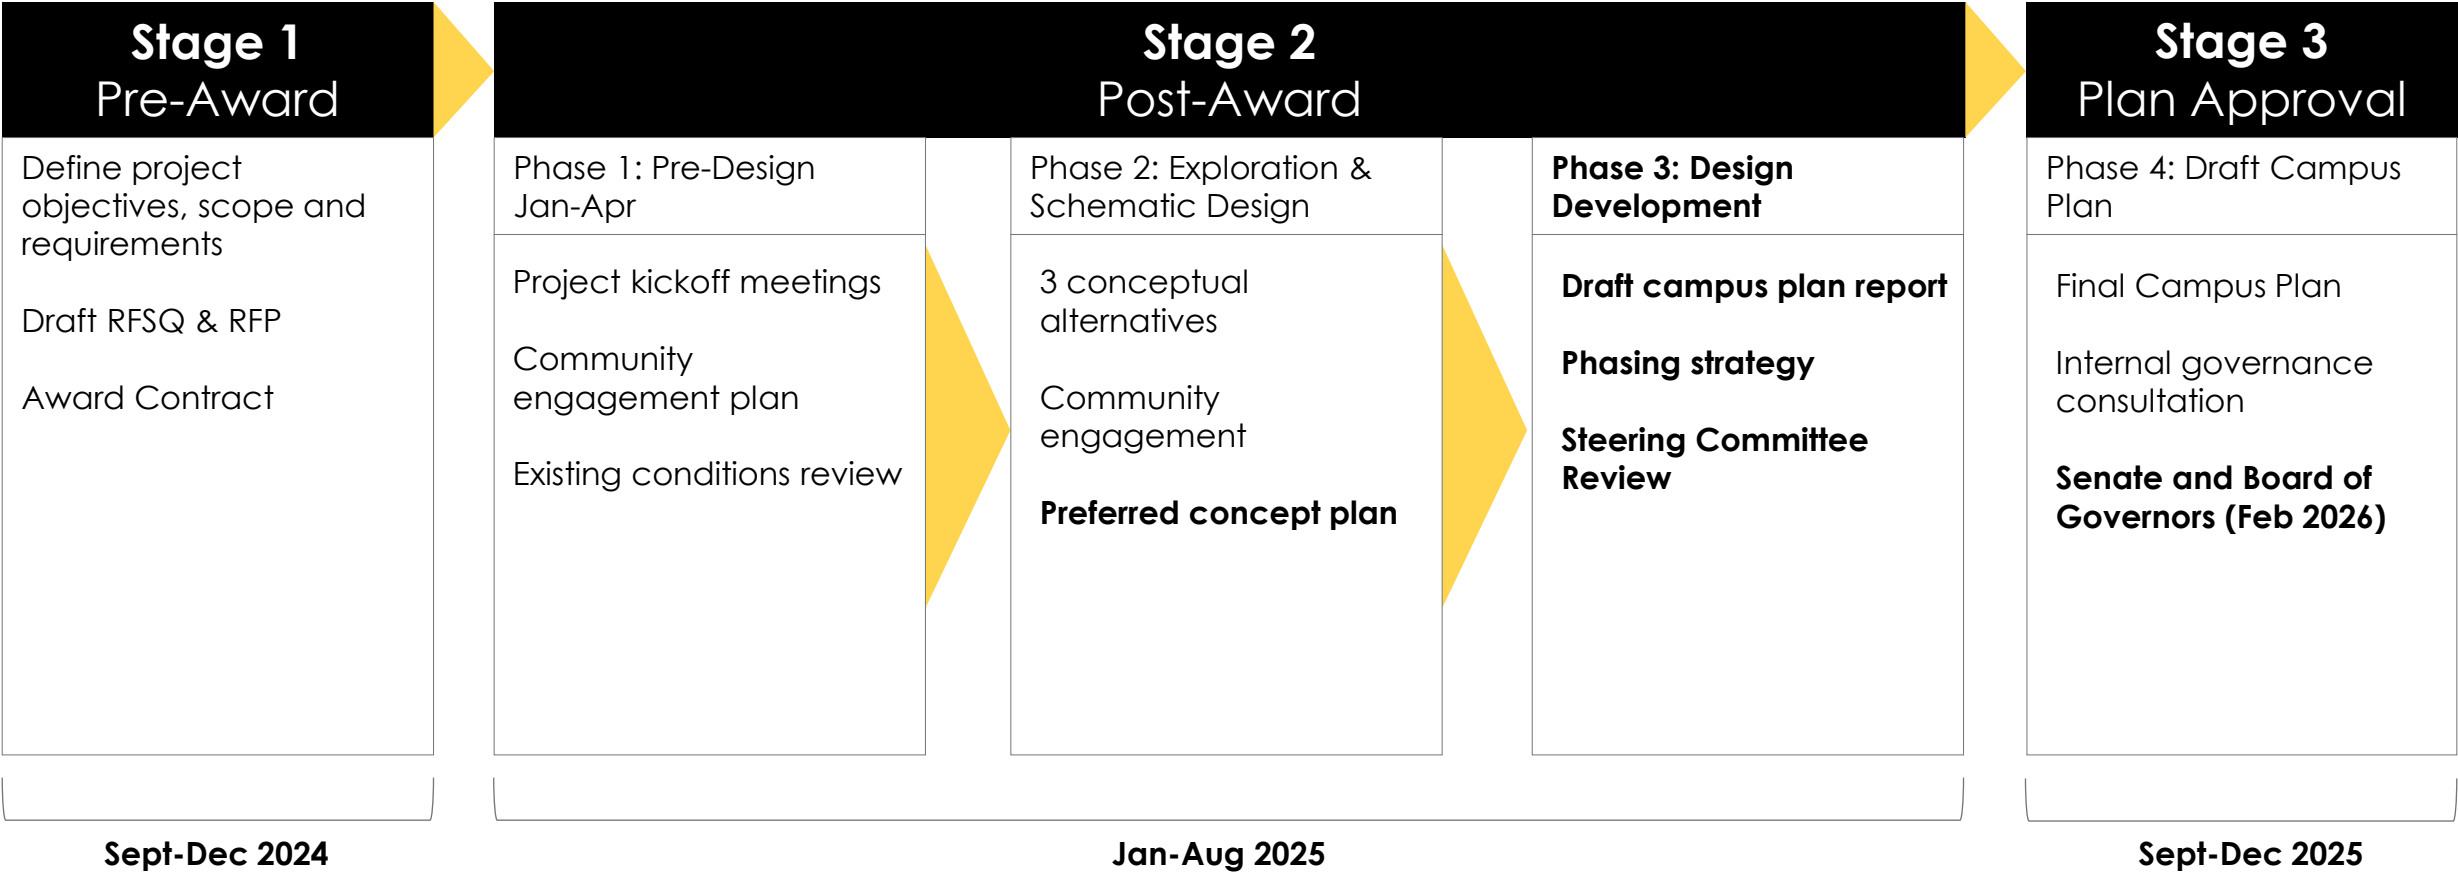 Stage 1
Pre-Award
Define project
objectives, scope and
requirements
Draft RFSQ & RFP
Award Contract
Sept-Dec 2024
Stage 2
Post-Award
Phase 1: Pre-Design
Jan-Apr
Project kickoff meetings
Community
engagement plan
Existing conditions review
Phase 2: Exploration &
Schematic Design
3 conceptual
alternatives
Community
engagement
Preferred concept plan
Phase 3: Design
Development
Draft campus plan report
Phasing strategy
Steering Committee
Review
Jan-Aug 2025
Stage 3
Plan Approval
Phase 4: Draft Campus
Plan
Final Campus Plan
Internal governance
consultation
Senate and Board of
Governors (Feb 2026)
Sept-Dec 2025